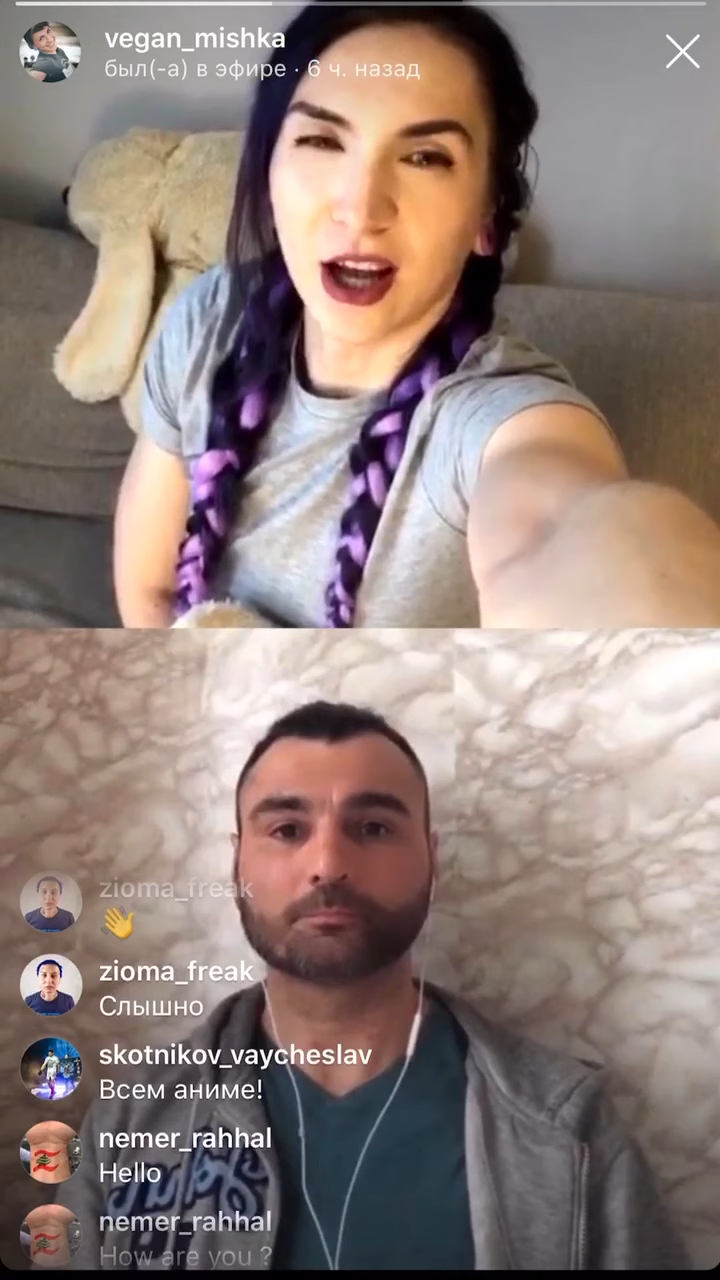 vegan_mishka
был(-а) в эфире · 6 ч. назад
zioma_freak
👋
zioma_freak
Слышно
skotnikov_vaycheslav
Всем аниме!
nemer_rahhal
Hello
nemer_rahhal
How are you ?